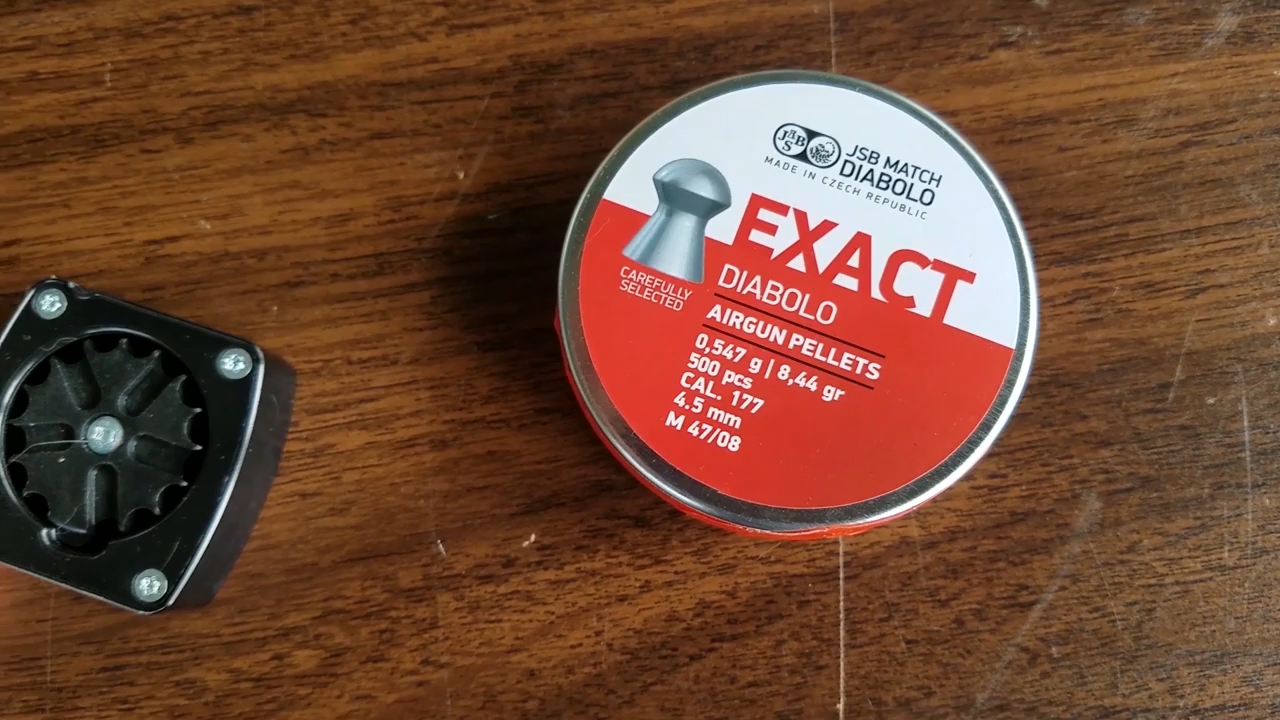 JSB
JSB MATCH
DIABOLO
MADE IN CZECH REPUBLIC
EXACT
DIABOLO
CAREFULLY
SELECTED
AIRGUN PELLETS
0,547 g | 8,44 gr
500 pcs
CAL. 177
4.5 mm
M 47/08